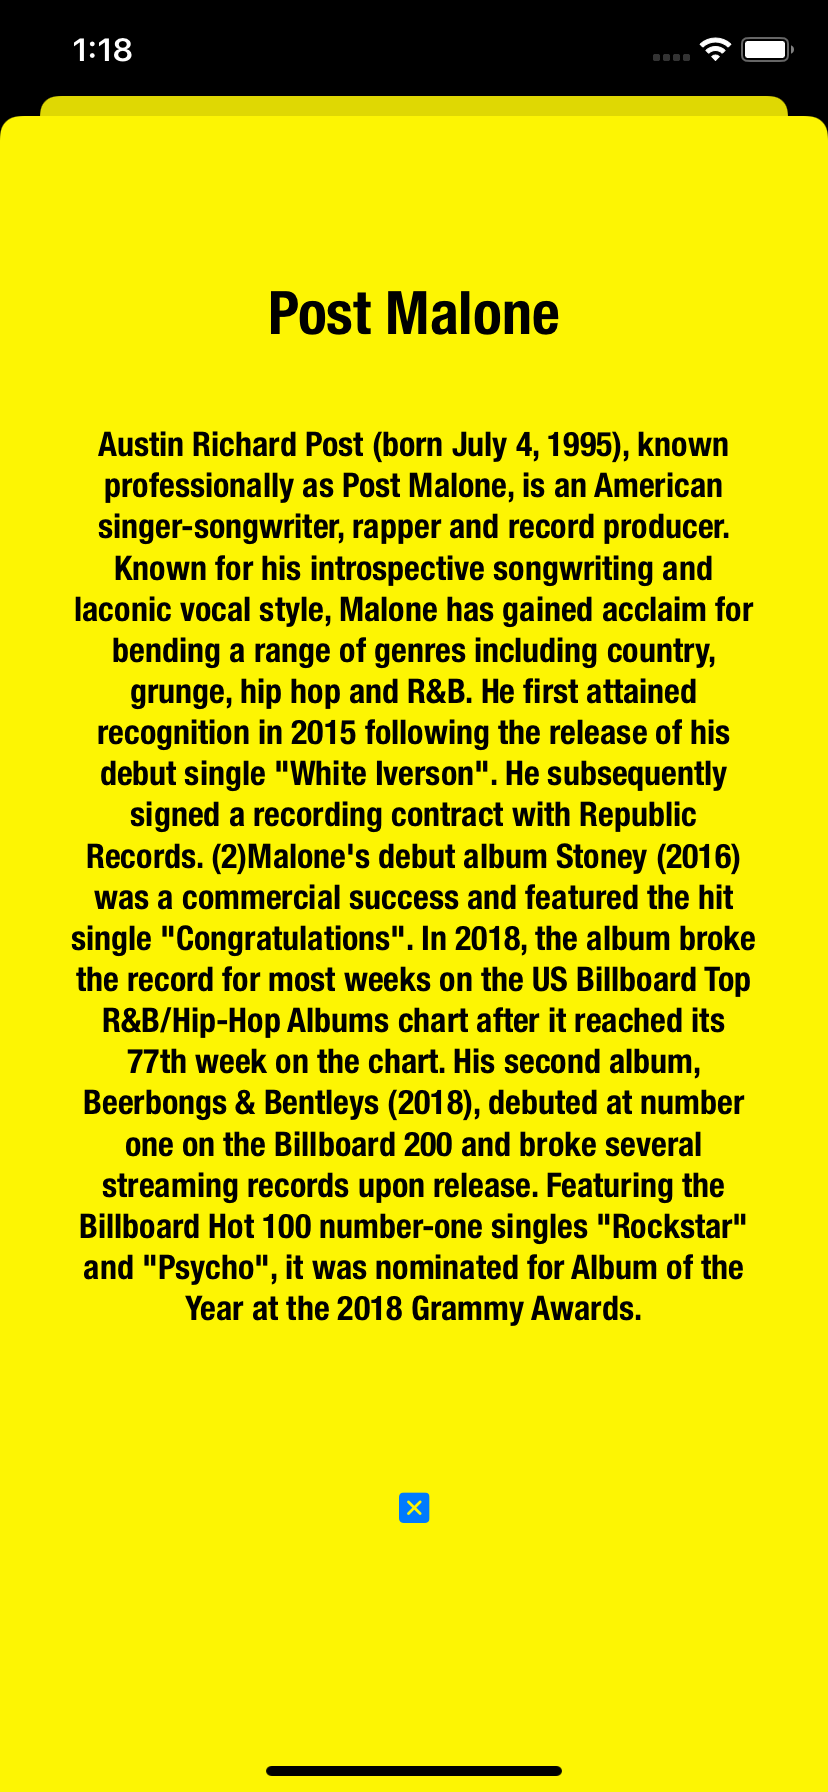 1:18
Post Malone
Austin Richard Post (born July 4, 1995), known
professionally as Post Malone, is an American
singer-songwriter, rapper and record producer.
Known for his introspective songwriting and
laconic vocal style, Malone has gained acclaim for
bending a range of genres including country,
grunge, hip hop and R&B. He first attained
recognition in 2015 following the release of his
debut single "White Iverson". He subsequently
signed a recording contract with Republic
Records. (2)Malone's debut album Stoney (2016)
was a commercial success and featured the hit
single "Congratulations". In 2018, the album broke
the record for most weeks on the US Billboard Top
R&B/Hip-Hop Albums chart after it reached its
77th week on the chart. His second album,
Beerbongs & Bentleys (2018), debuted at number
one on the Billboard 200 and broke several
streaming records upon release. Featuring the
Billboard Hot 100 number-one singles "Rockstar"
and "Psycho", it was nominated for Album of the
Year at the 2018 Grammy Awards.